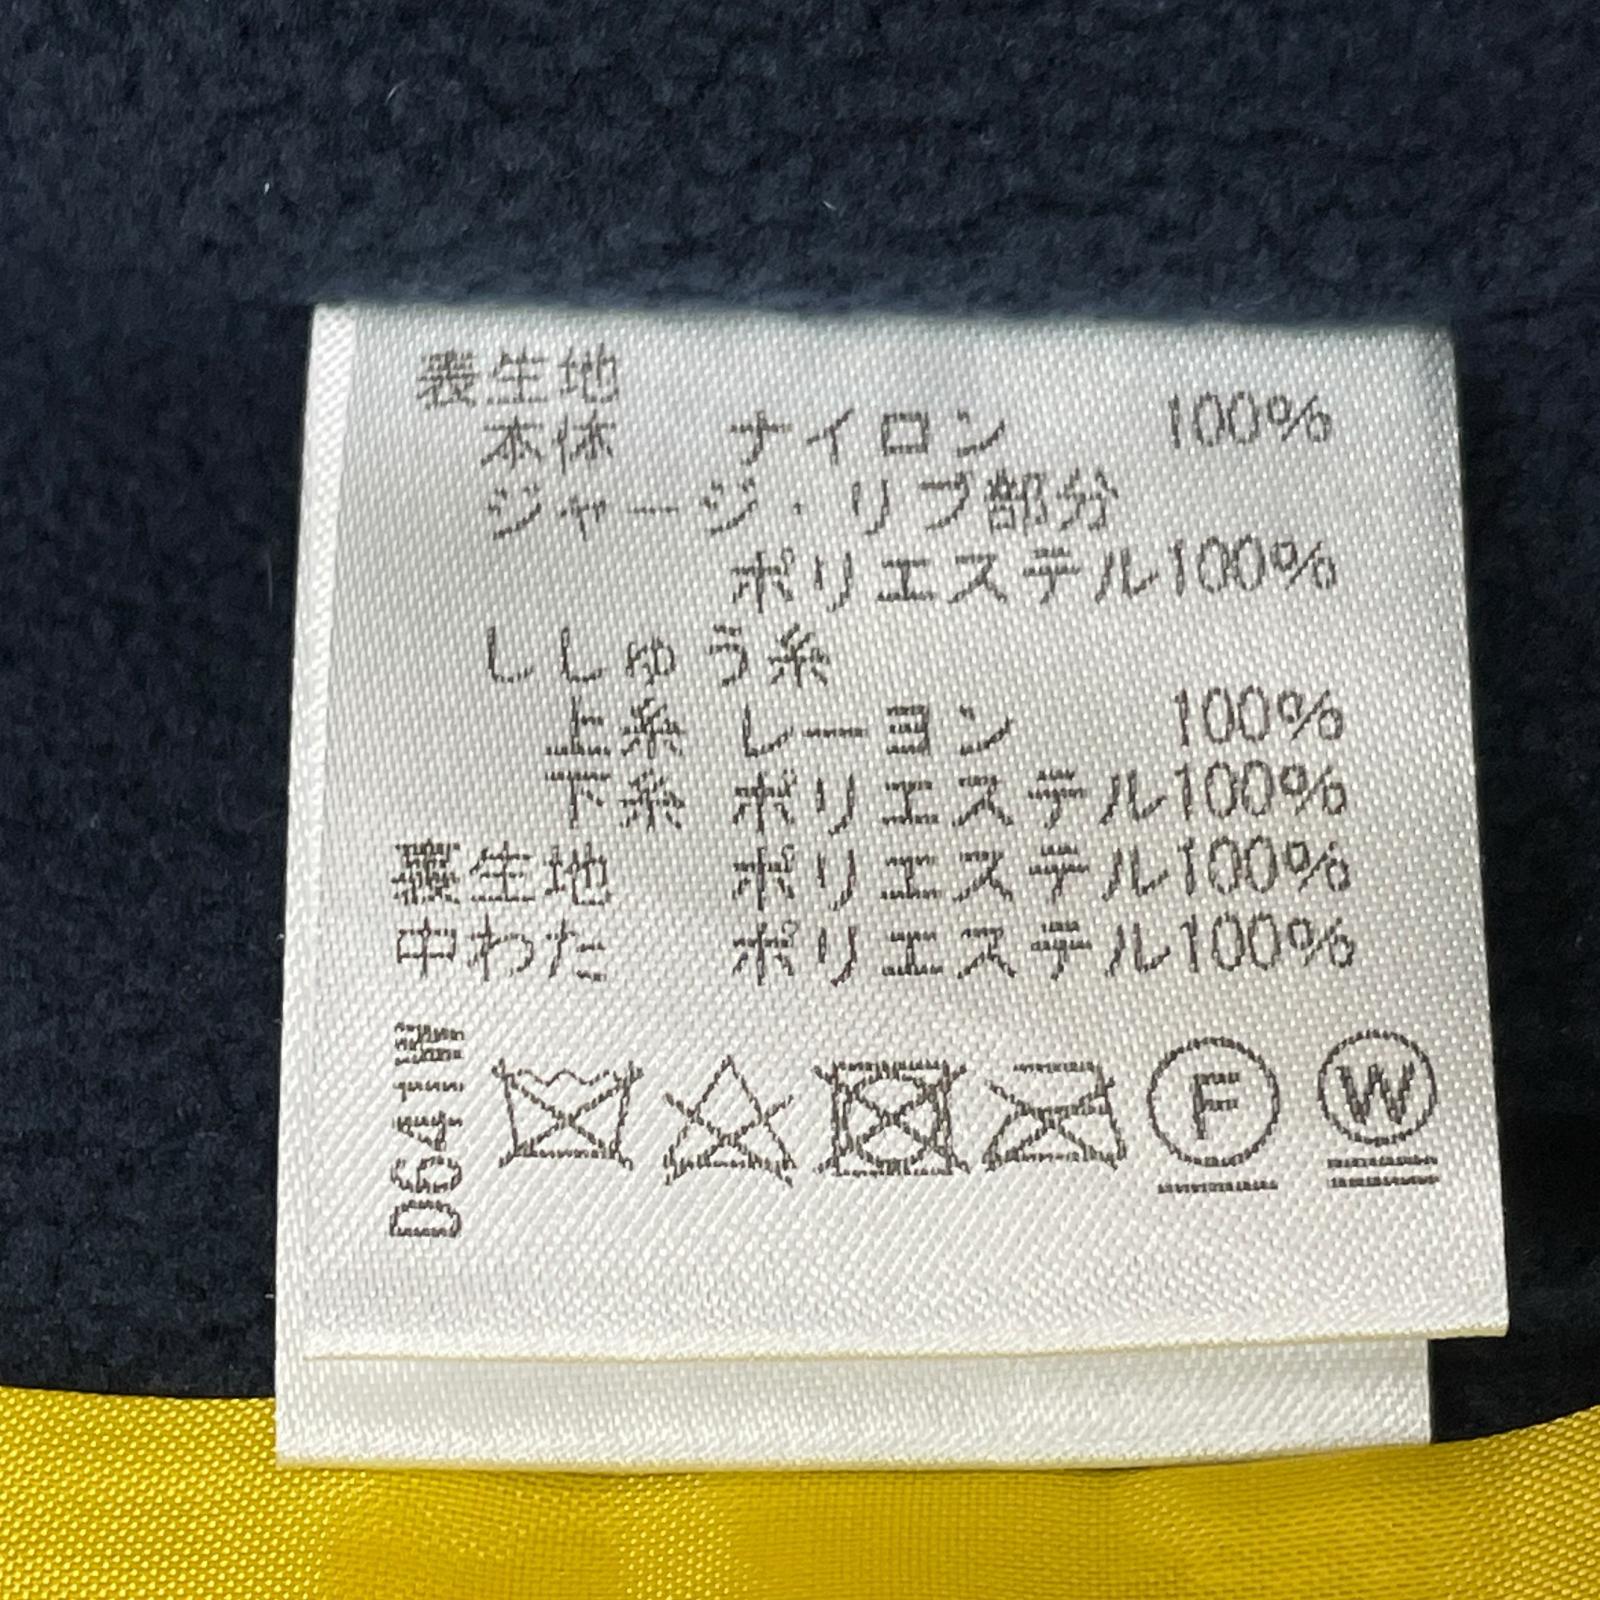 表生地
本体 ナイロン 100%
ジャージ・リブ部分
ポリエステル100%
ししゅう糸
上糸 レーヨン 100%
下糸 ポリエステル100%
裏生地 ポリエステル100%
中わた ポリエステル100%
D641W
F
W